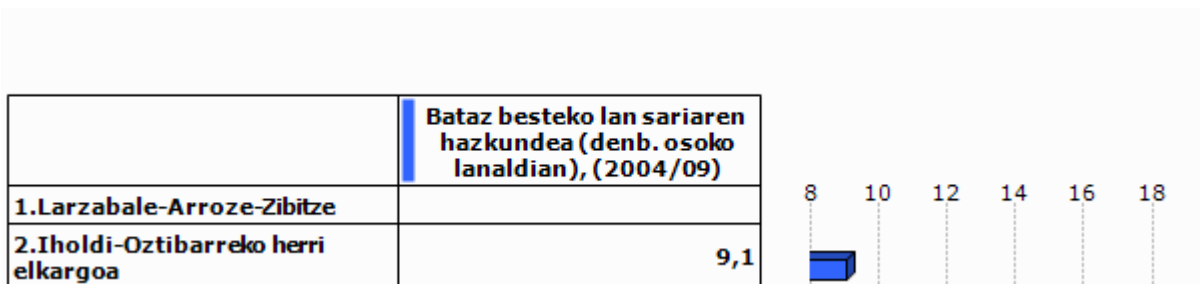 Bataz besteko lan sariaren
hazkundea (denb. osoko
lanaldian), (2004/09)
8 10 12 14 16 18
1.Larzabale-Arroze-Zibitze
2.Iholdi-Oztibarreko herri
elkargoa
9,1